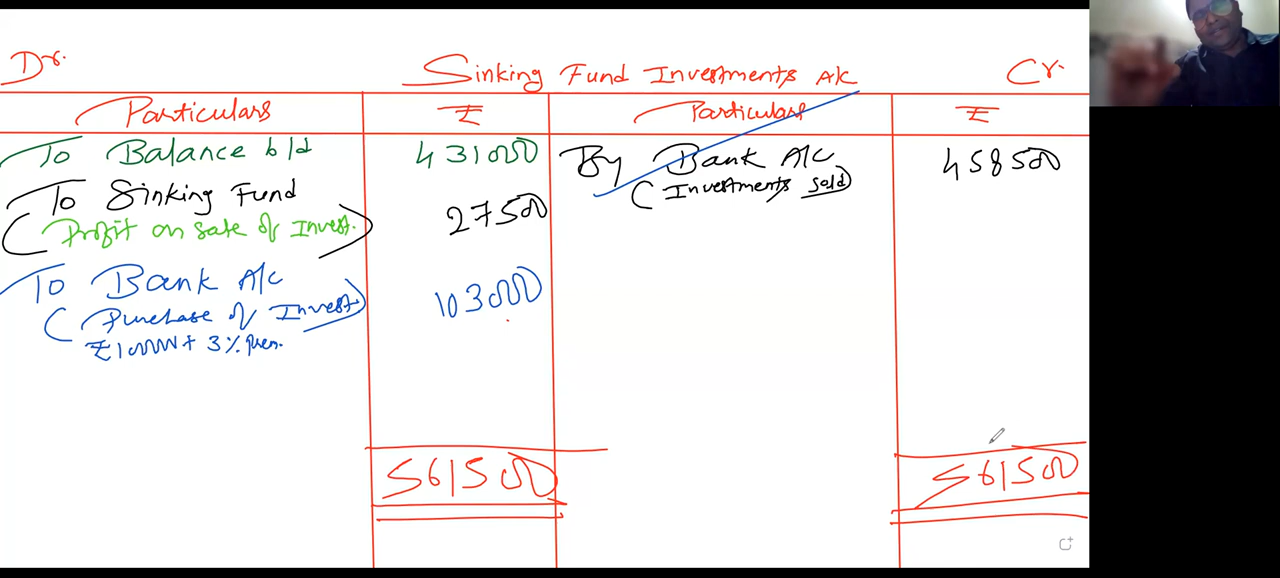 Dr. Sinking Fund Investments A/c Cr.
Particulars ₹ Particulars ₹
To Balance b/d 431000 By Bank A/c 458500
(Investments sold)
To Sinking Fund
(Profit on sale of Invest.) 27500
To Bank A/c
(Purchase of Invest.) 103000
₹100000 + 3% prem.
561500 561500